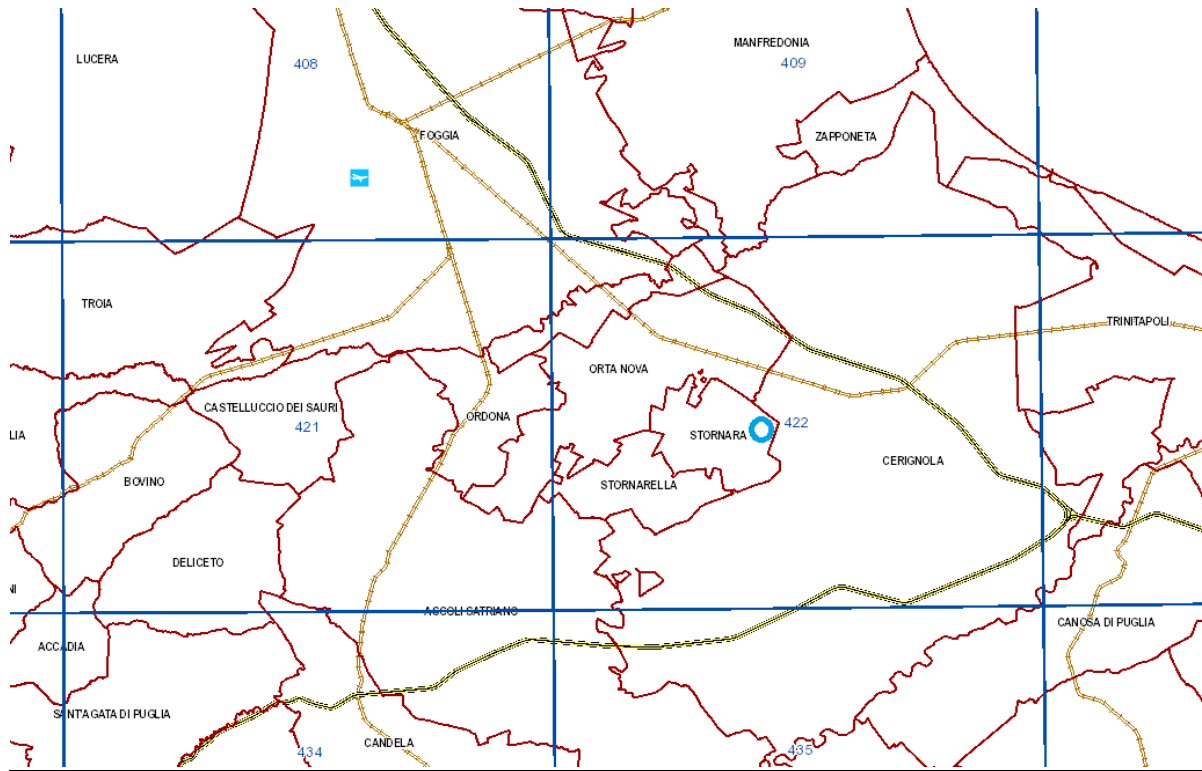 LUCERA
408
MANFREDONIA
409
FOGGIA
ZAPPONETA
TROIA
TRINITAPOLI
ORTA NOVA
CASTELLUCCIO DEI SAURI
421
ORDONA
422
LIA
STORNARA
CERIGNOLA
BOVINO
STORNARELLA
DELICETO
NI
ASCOLI SATRIANO
CANOSA DI PUGLIA
ACCADIA
SANT'AGATA DI PUGLIA
CANDELA
434
435